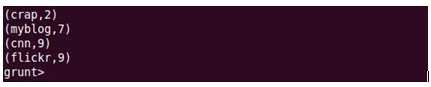 (crap,2)
(myblog,7)
(cnn,9)
(flickr,9)
grunt>